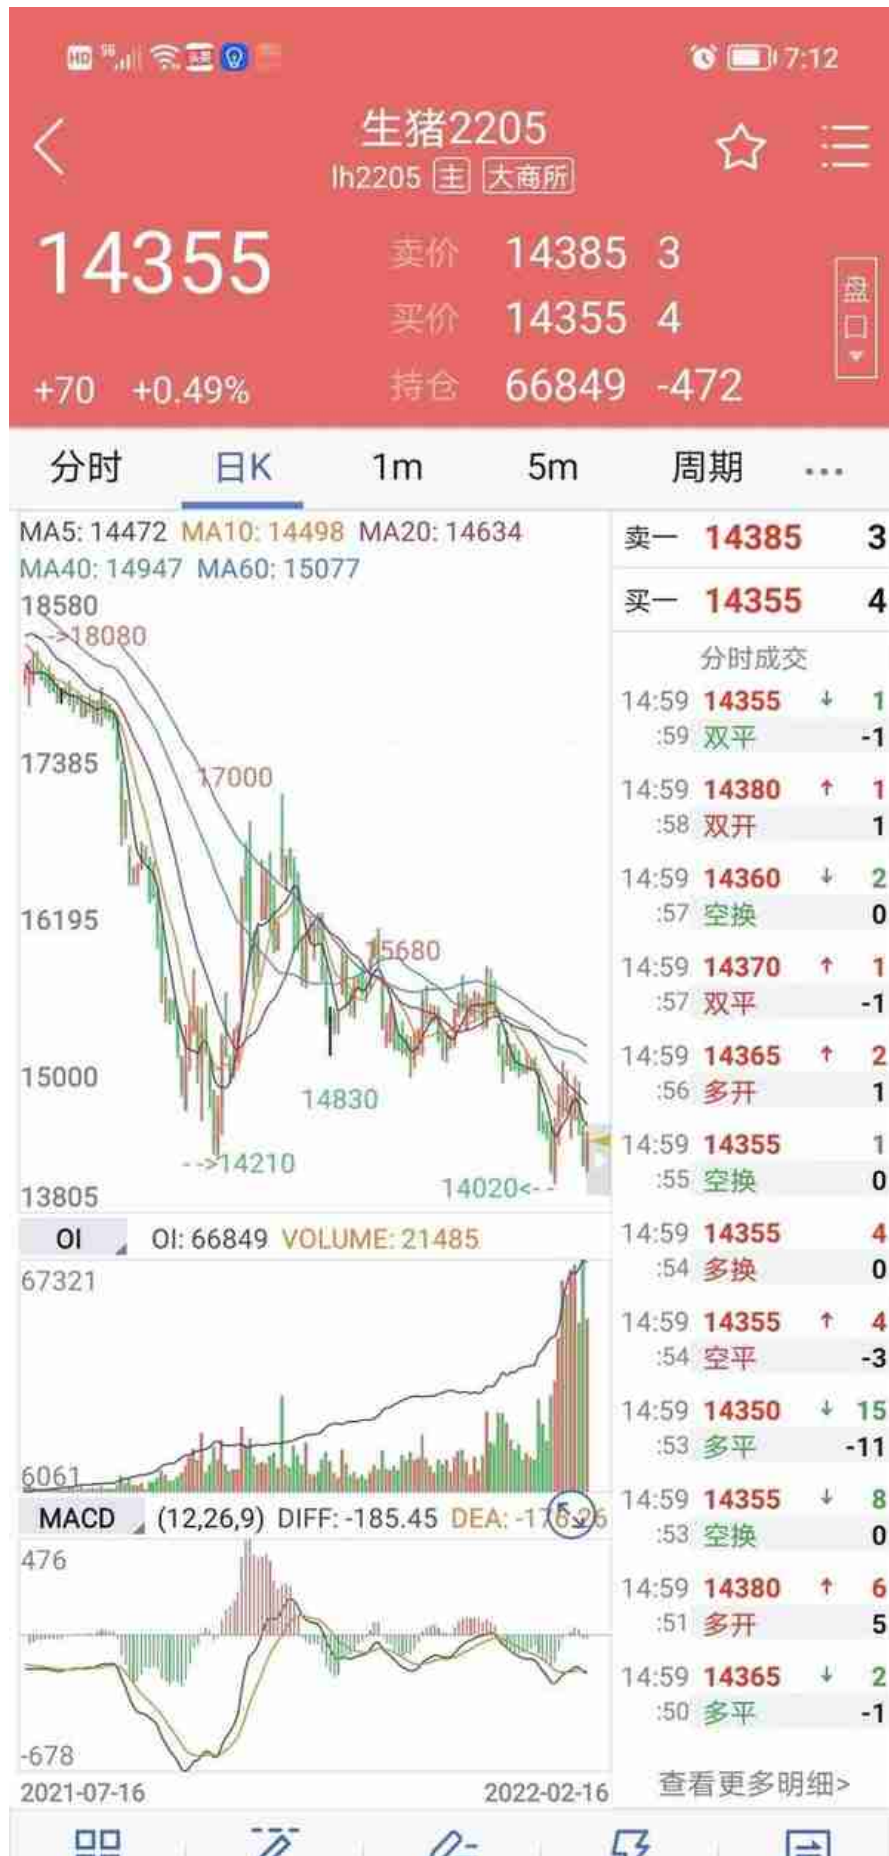 HD 7:12
生猪2205
lh2205 主 大商所
14355 卖价 14385 3
买价 14355 4
盘口
+70 +0.49% 持仓 66849 -472
分时 日K 1m 5m 周期 ...
MA5: 14472 MA10: 14498 MA20: 14634
MA40: 14947 MA60: 15077
18580
->18080
17385
17000
16195
15680
15000
14830
-->14210
14020<--
13805
OI OI: 66849 VOLUME: 21485
67321
6061
MACD (12,26,9) DIFF: -185.45 DEA:
476
-678
2021-07-16 2022-02-16
卖一 14385 3
买一 14355 4
分时成交
14:59 14355 ↓ 1
:59 双平 -1
14:59 14380 ↑ 1
:58 双开 1
14:59 14360 ↓ 2
:57 空换 0
14:59 14370 ↑ 1
:57 双平 -1
14:59 14365 ↑ 2
:56 多开 1
14:59 14355 1
:55 空换 0
14:59 14355 4
:54 多换 0
14:59 14355 ↑ 4
:54 空平 -3
14:59 14350 ↓ 15
:53 多平 -11
14:59 14355 ↓ 8
:53 空换 0
14:59 14380 ↑ 6
:51 多开 5
14:59 14365 ↓ 2
:50 多平 -1
查看更多明细>